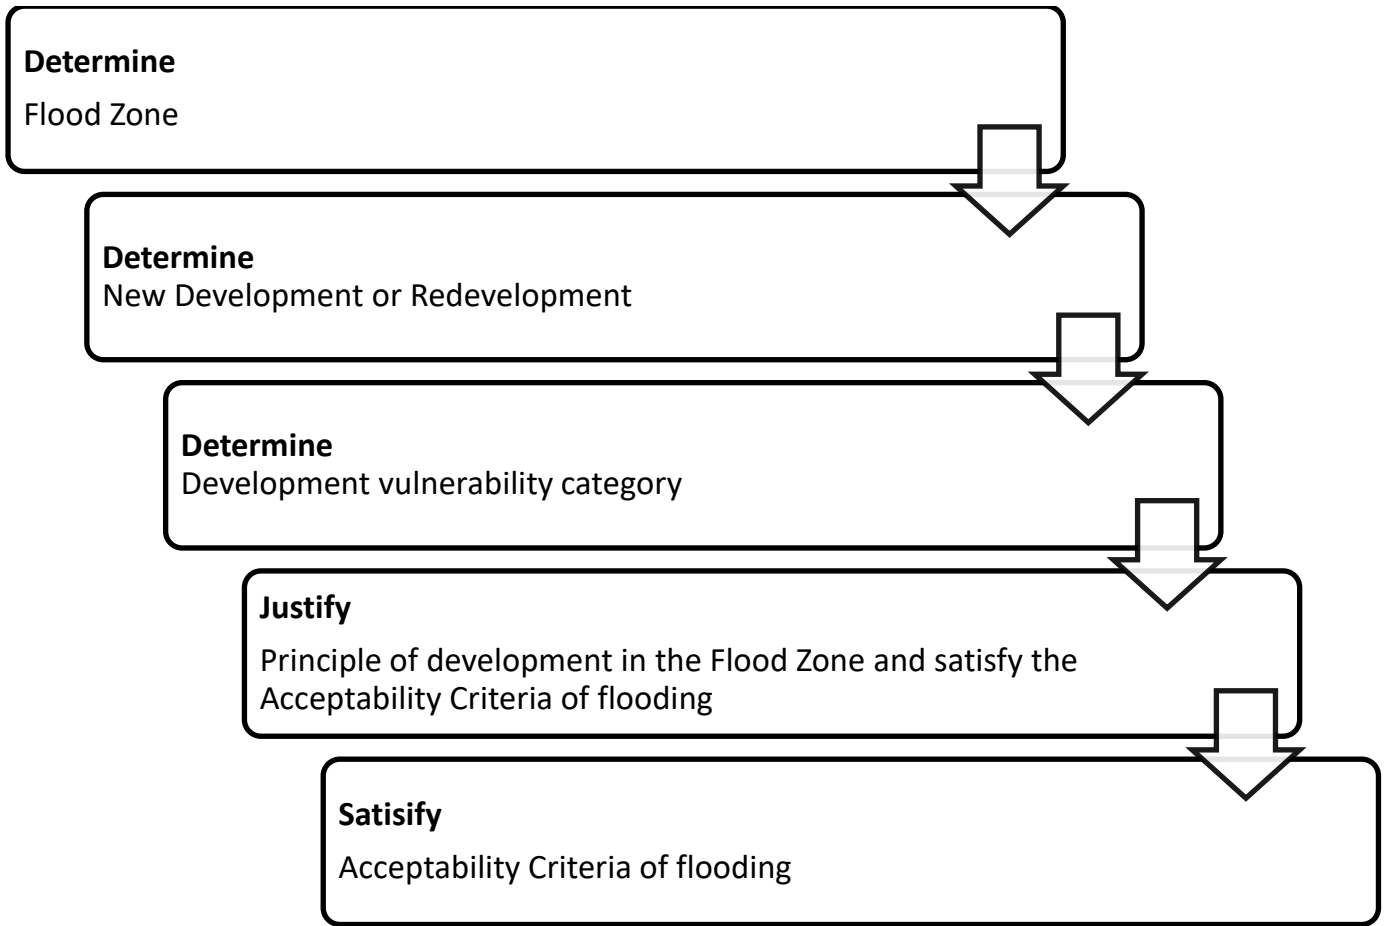 Determine
Flood Zone
Determine
New Development or Redevelopment
Determine
Development vulnerability category
Justify
Principle of development in the Flood Zone and satisfy the
Acceptability Criteria of flooding
Satisify
Acceptability Criteria of flooding